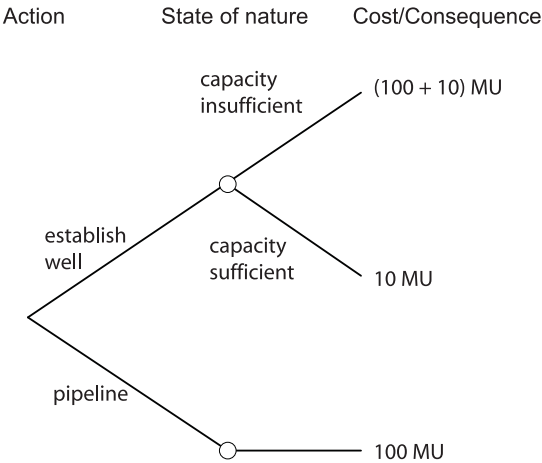 Action State of nature Cost/Consequence
capacity
insufficient
(100 + 10) MU
establish
well
capacity
sufficient
10 MU
pipeline
100 MU